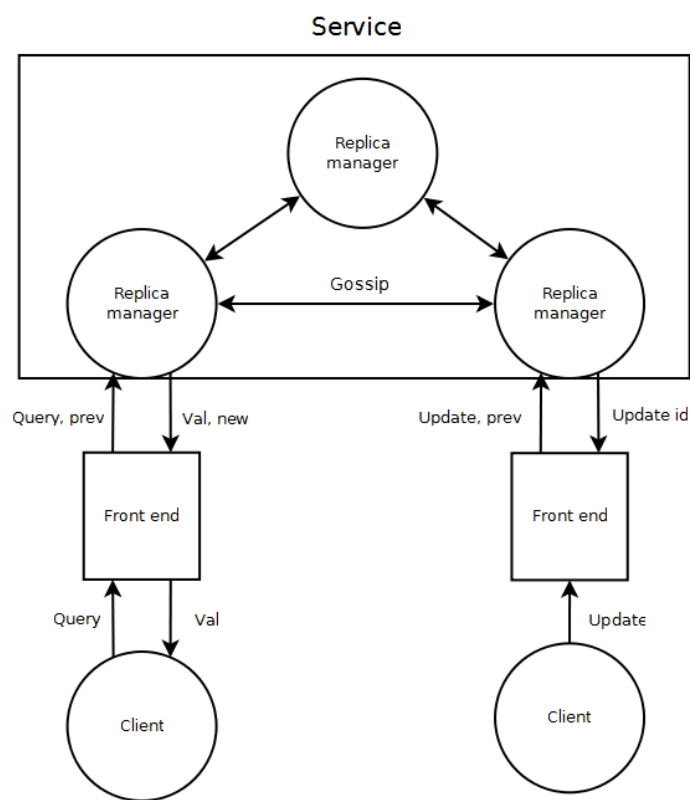 Service
Replica
manager
Replica
manager
Gossip
Replica
manager
Query, prev
Val, new
Update, prev
Update id
Front end
Front end
Query
Val
Update
Client
Client